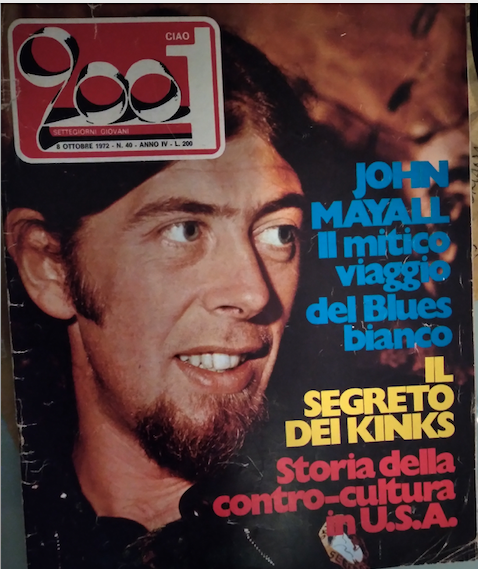 CIAO
2001
SETTEGIORNI GIOVANI
8 OTTOBRE 1972 - N. 40 - ANNO IV - L. 200
JOHN
MAYALL
Il mitico
viaggio
del Blues
bianco
IL
SEGRETO
DEI KINKS
Storia della
contro-cultura
in U.S.A.